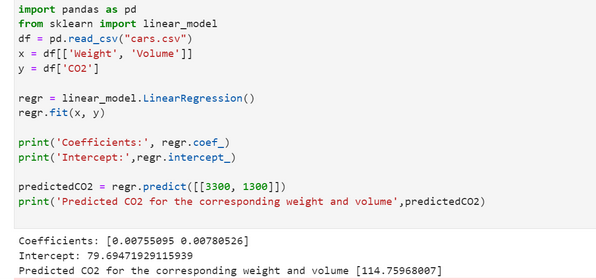 import pandas as pd
from sklearn import linear_model
df = pd.read_csv("cars.csv")
x = df[['Weight', 'Volume']]
y = df['CO2']
regr = linear_model.LinearRegression()
regr.fit(x, y)
print('Coefficients:', regr.coef_)
print('Intercept:',regr.intercept_)
predictedCO2 = regr.predict([[3300, 1300]])
print('Predicted CO2 for the corresponding weight and volume',predictedCO2)
Coefficients: [0.00755095 0.00780526]
Intercept: 79.69471929115939
Predicted CO2 for the corresponding weight and volume [114.75968007]